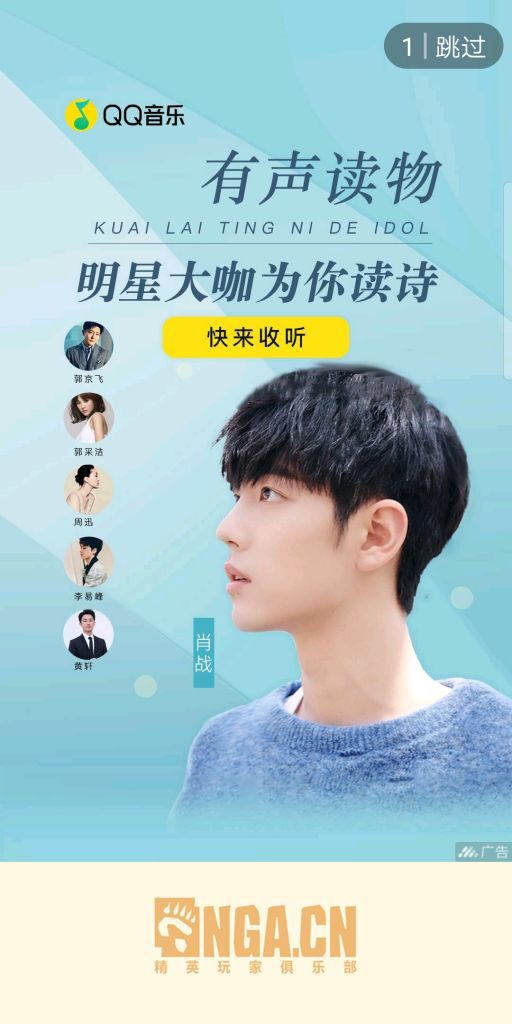 1 | 跳过
QQ音乐
有声读物
KUAI LAI TING NI DE IDOL
明星大咖为你读诗
快来收听
郭京飞
郭采洁
周迅
李易峰
黄轩
肖战
广告
NGA.CN
精英玩家俱乐部